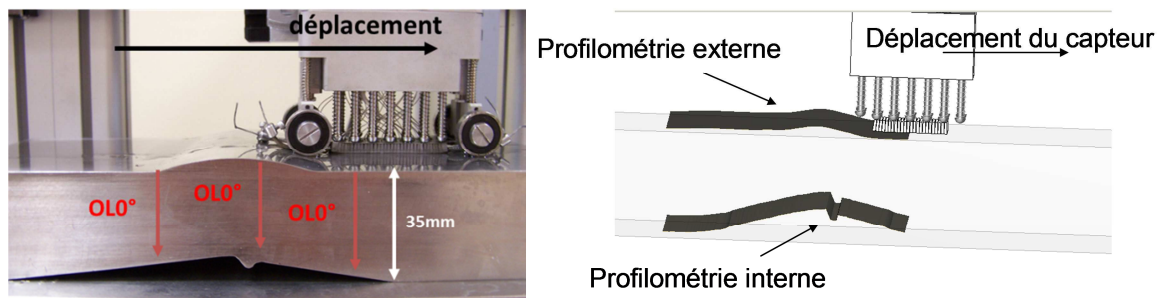 déplacement
OL0°
OL0°
OL0°
35mm
Profilométrie externe
Déplacement du capteur
Profilométrie interne